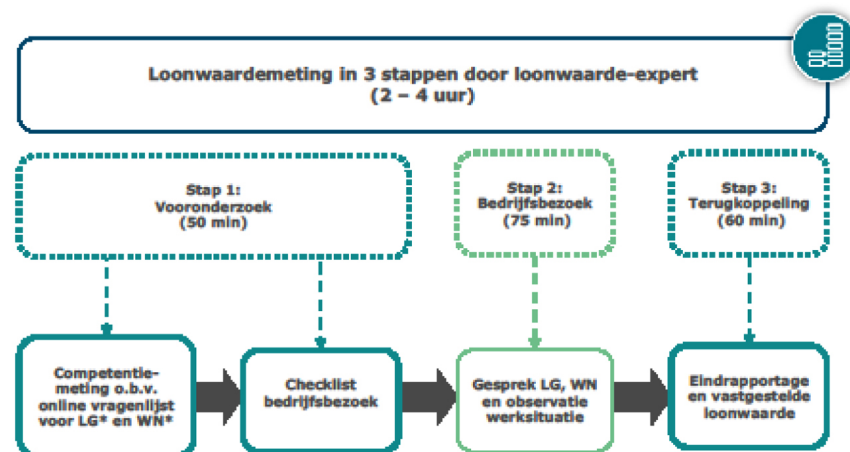 Loonwaardemeting in 3 stappen door loonwaarde-expert
(2 – 4 uur)
Stap 1:
Vooronderzoek
(50 min)
Stap 2:
Bedrijfsbezoek
(75 min)
Stap 3:
Terugkoppeling
(60 min)
Competentie-
meting o.b.v.
online vragenlijst
voor LG* en WN*
Checklist
bedrijfsbezoek
Gesprek LG, WN
en observatie
werksituatie
Eindrapportage
en vastgestelde
loonwaarde